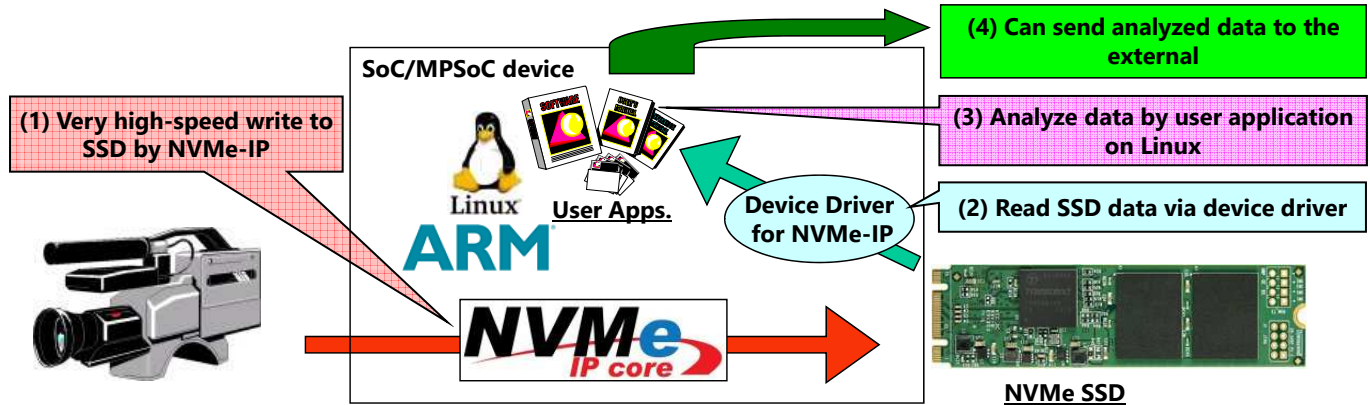 (4) Can send analyzed data to the
external
SoC/MPSoC device
(1) Very high-speed write to
SSD by NVMe-IP
SOFTWARE
(3) Analyze data by user application
on Linux
Linux
User Apps.
Device Driver
for NVMe-IP
(2) Read SSD data via device driver
ARM
NVMe
IP core
NVMe SSD